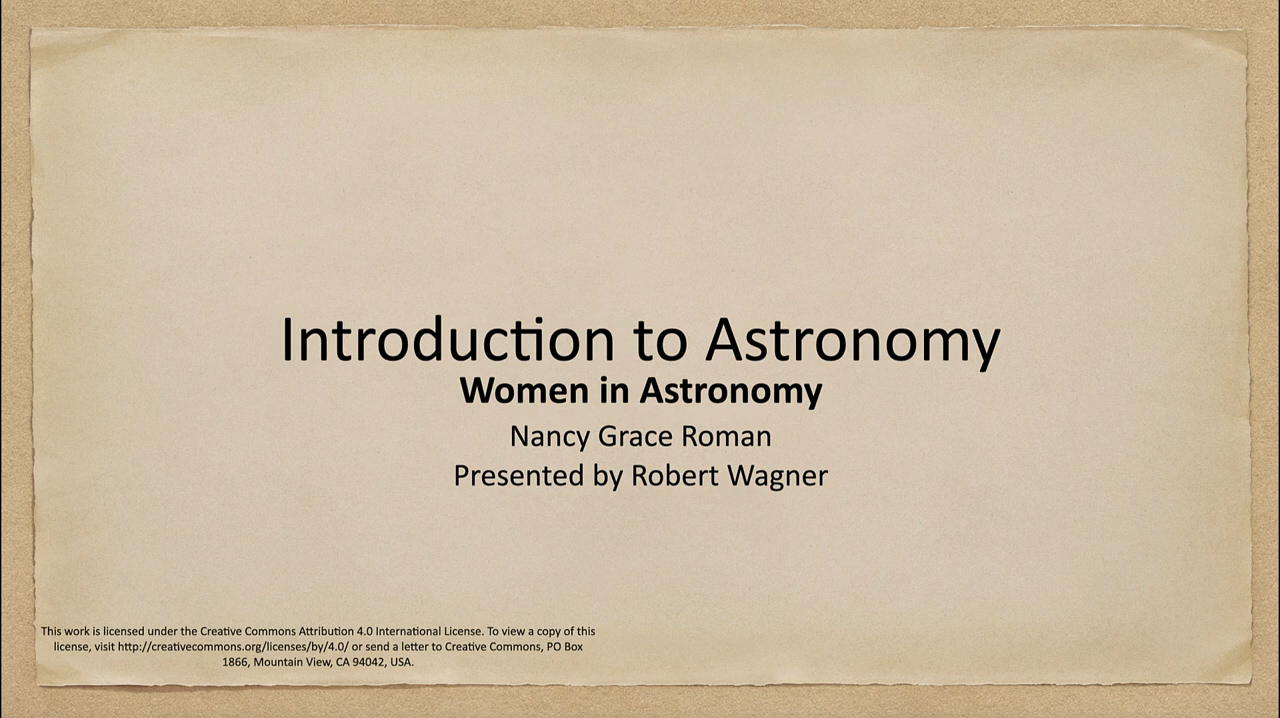 Introduction to Astronomy
Women in Astronomy
Nancy Grace Roman
Presented by Robert Wagner
This work is licensed under the Creative Commons Attribution 4.0 International License. To view a copy of this
license, visit http://creativecommons.org/licenses/by/4.0/ or send a letter to Creative Commons, PO Box
1866, Mountain View, CA 94042, USA.